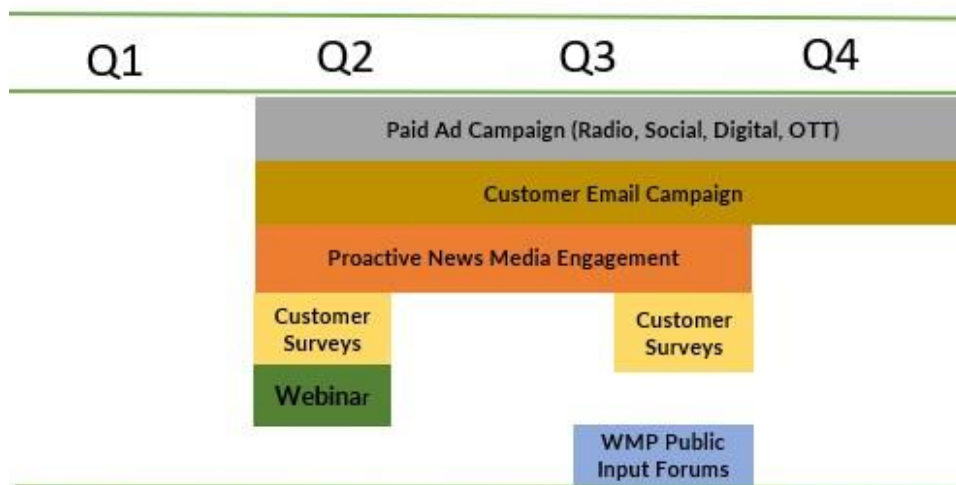 Q1 Q2 Q3 Q4
Paid Ad Campaign (Radio, Social, Digital, OTT)
Customer Email Campaign
Proactive News Media Engagement
Customer
Surveys
Customer
Surveys
Webinar
WMP Public
Input Forums